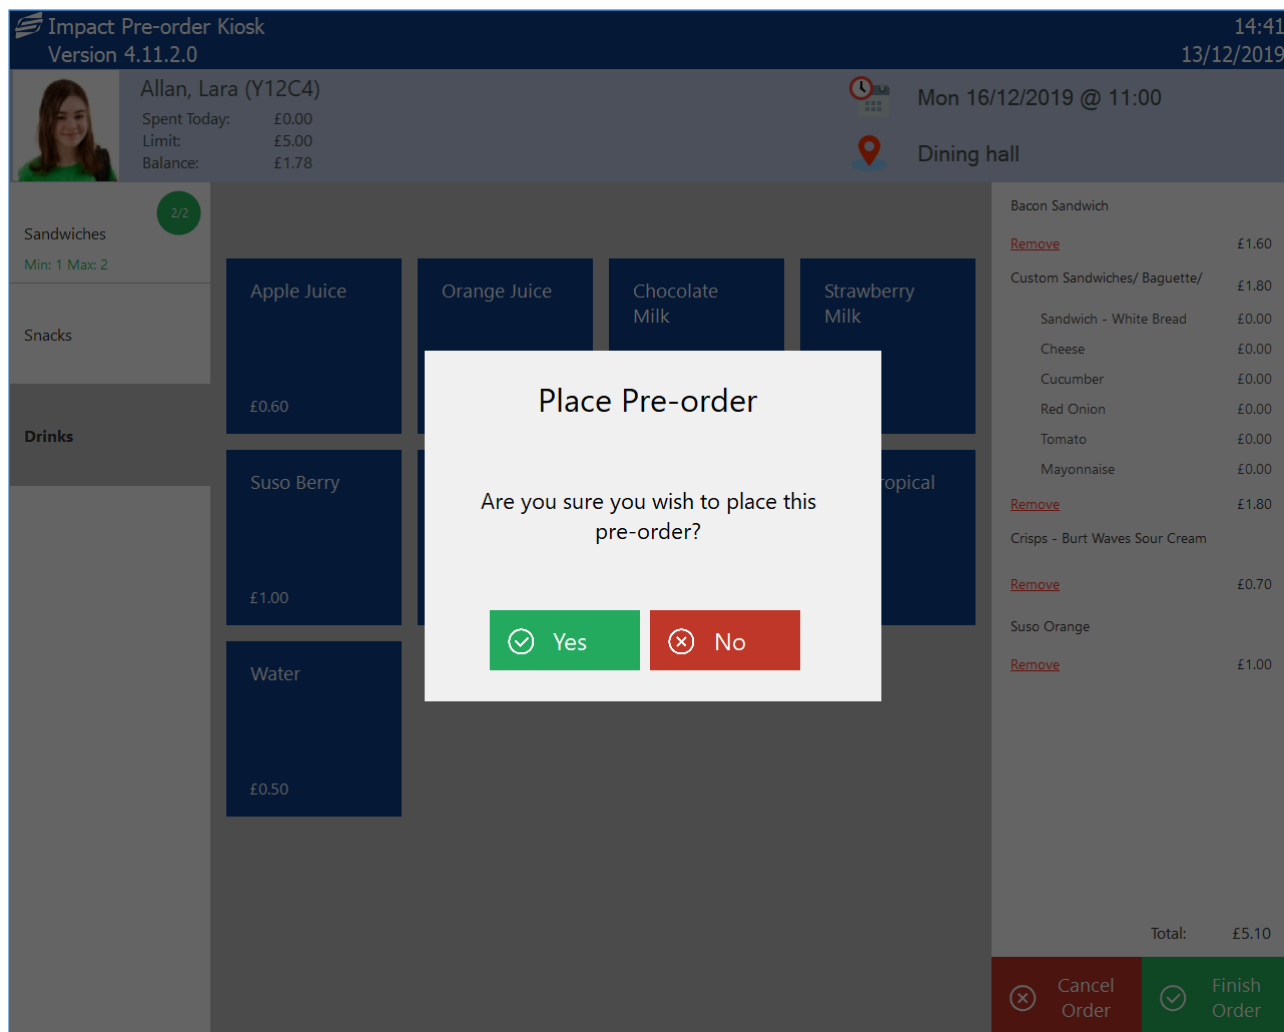 Impact Pre-order Kiosk
Version 4.11.2.0
14:41
13/12/2019
Allan, Lara (Y12C4)
Spent Today: £0.00
Limit: £5.00
Balance: £1.78
Mon 16/12/2019 @ 11:00
Dining hall
2/2
Sandwiches
Min: 1 Max: 2
Snacks
Drinks
Apple Juice
£0.60
Orange Juice
Chocolate
Milk
Strawberry
Milk
Suso Berry
£1.00
ropical
Water
£0.50
Place Pre-order
Are you sure you wish to place this
pre-order?
Yes
No
Bacon Sandwich
Remove £1.60
Custom Sandwiches/ Baguette/ £1.80
Sandwich - White Bread £0.00
Cheese £0.00
Cucumber £0.00
Red Onion £0.00
Tomato £0.00
Mayonnaise £0.00
Remove £1.80
Crisps - Burt Waves Sour Cream
Remove £0.70
Suso Orange
Remove £1.00
Total: £5.10
Cancel
Order
Finish
Order